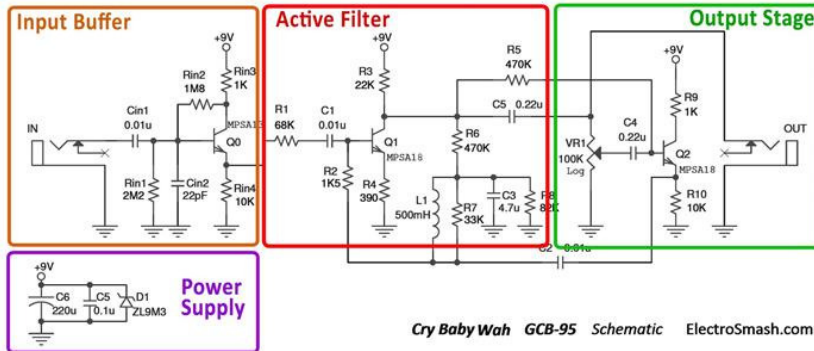 Input Buffer
Active Filter
Output Stage
+9V
Rin3
1K
Rin2
1M8
Cin1
0.01u
IN
MPSA13
Q0
Rin1
2M2
Cin2
22pF
Rin4
10K
+9V
R3
22K
R1
68K
C1
0.01u
Q1
MPSA18
R2
1K5
R4
390
R5
470K
C5 0.22u
R6
470K
L1
500mH
R7
33K
C3
4.7u
R8
82K
C2 0.01u
+9V
R9
1K
C4
0.22u
VR1
100K
Log
Q2
MPSA18
R10
10K
OUT
Power
Supply
+9V
C6
220u
C5
0.1u
D1
ZL9M3
Cry Baby Wah GCB-95 Schematic ElectroSmash.com